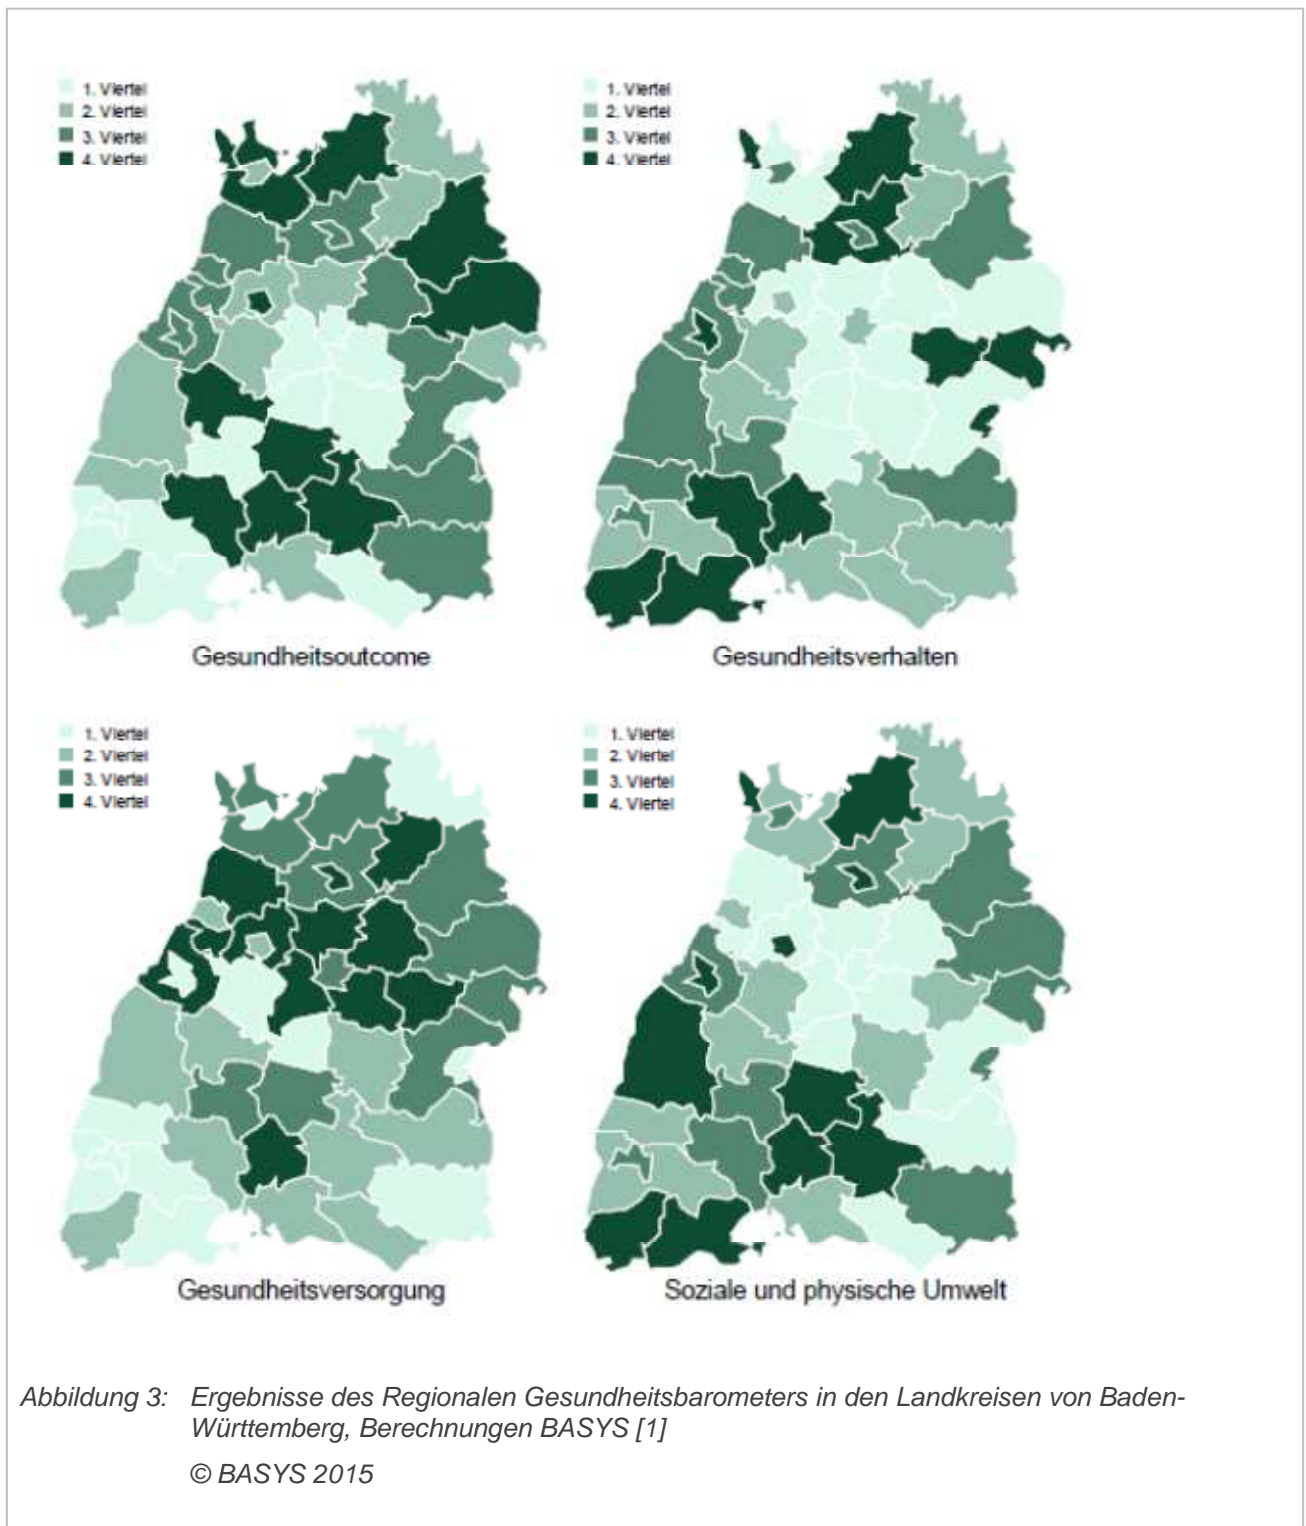 1. Viertel
2. Viertel
3. Viertel
4. Viertel
1. Viertel
2. Viertel
3. Viertel
4. Viertel
Gesundheitsoutcome
Gesundheitsverhalten
1. Viertel
2. Viertel
3. Viertel
4. Viertel
1. Viertel
2. Viertel
3. Viertel
4. Viertel
Gesundheitsversorgung
Soziale und physische Umwelt
Abbildung 3: Ergebnisse des Regionalen Gesundheitsbarometers in den Landkreisen von Baden-
Württemberg, Berechnungen BASYS [1]
© BASYS 2015